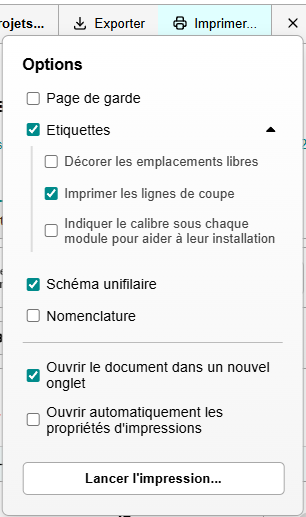 rojets...
Exporter
Imprimer...
Options
Page de garde
Etiquettes
Décorer les emplacements libres
Imprimer les lignes de coupe
Indiquer le calibre sous chaque
module pour aider à leur installation
Schéma unifilaire
Nomenclature
Ouvrir le document dans un nouvel
onglet
Ouvrir automatiquement les
propriétés d'impressions
Lancer l'impression...